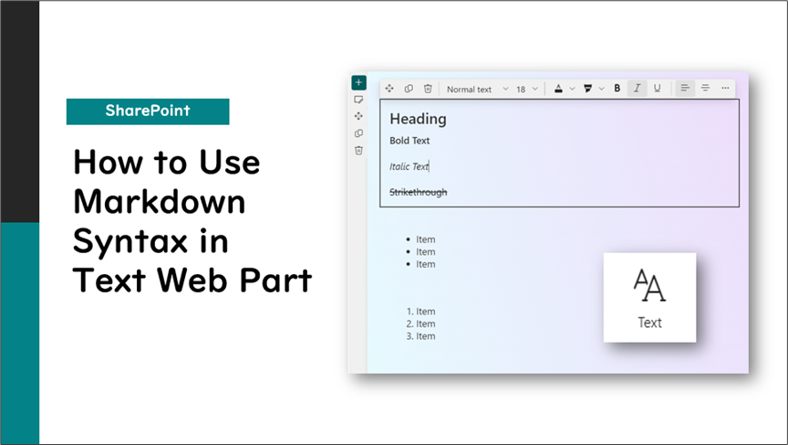 SharePoint
How to Use
Markdown
Syntax in
Text Web Part
Normal text 18 B I U
Heading
Bold Text
Italic Text
Strikethrough
• Item
• Item
• Item
1. Item
2. Item
3. Item
AA
Text